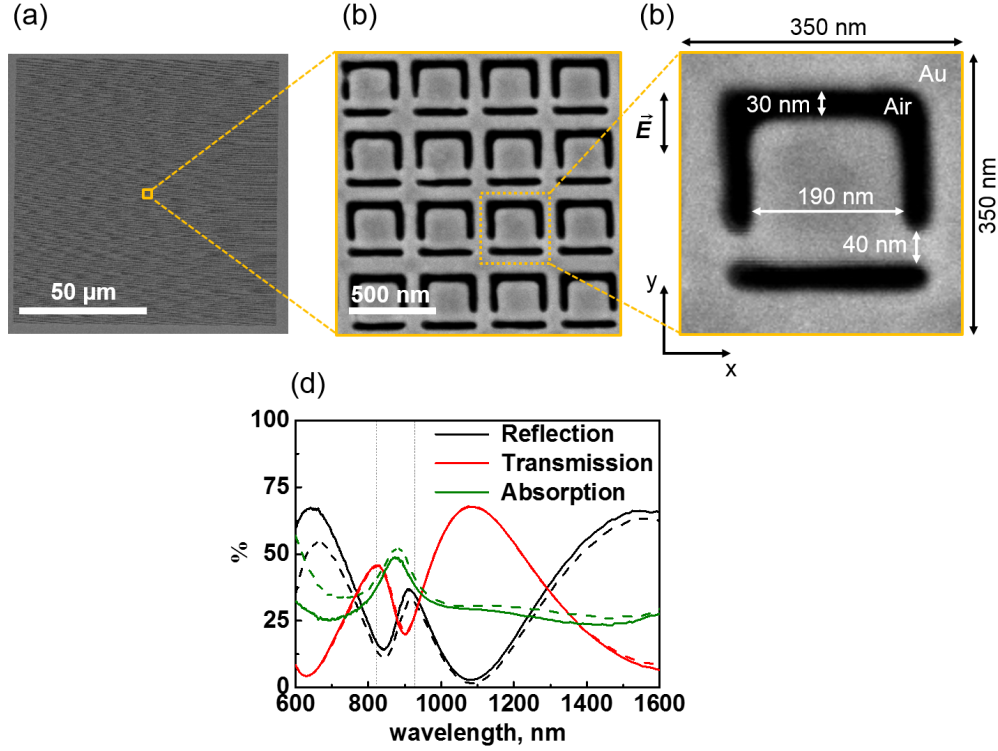 (a)
(b)
(b)
50 µm
500 nm
350 nm
350 nm
Au
Air
30 nm
E
190 nm
40 nm
y
x
(d)
100
75
50
25
0
%
Reflection
Transmission
Absorption
600 800 1000 1200 1400 1600
wavelength, nm